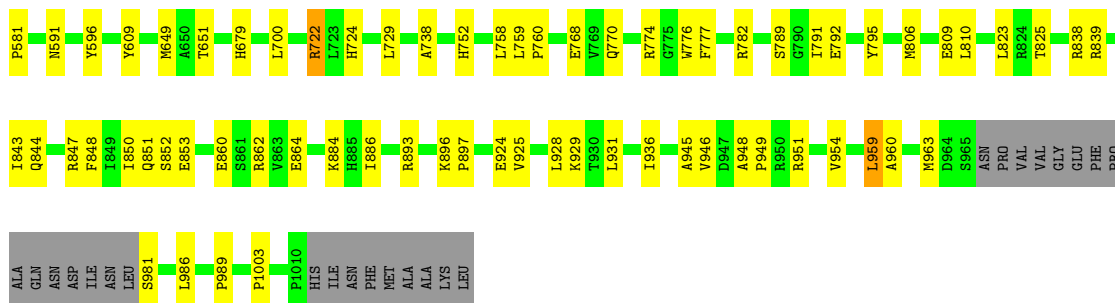 P581 N591 Y596 Y609 M649 A650 T651 H679 L700 R722 L723 H724 L729 A738 H752 L758 L759 P760 E768 V769 Q770 R774 G775 W776 F777 R782 S789 G790 I791 E792 Y795 M806 E809 L810 L823 R824 T825 R838 R839
I843 Q844 R847 F848 I849 I850 Q851 S852 E853 E860 S861 R862 V863 E864 K884 H885 I886 R893 K896 P897 E924 V925 L928 K929 T930 L931 I936 A945 V946 D947 A948 P949 R950 R951 V954 L959 A960 M963 D964 S965 ASN PRO VAL VAL GLY GLU PHE PRO
ALA GLN ASN ASP ILE ASN LEU S981 L986 P989 P1003 P1010 HIS ILE ASN PHE MET ALA ALA LYS LEU